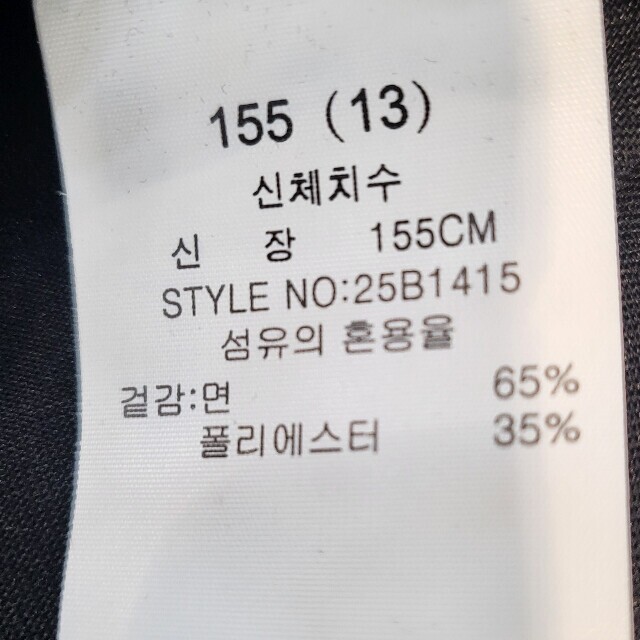 155 (13)
신체치수
신 장 155CM
STYLE NO:25B1415
섬유의 혼용율
겉감:면 65%
폴리에스터 35%